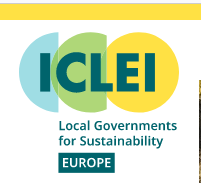 ICLEI
Local Governments
for Sustainability
EUROPE